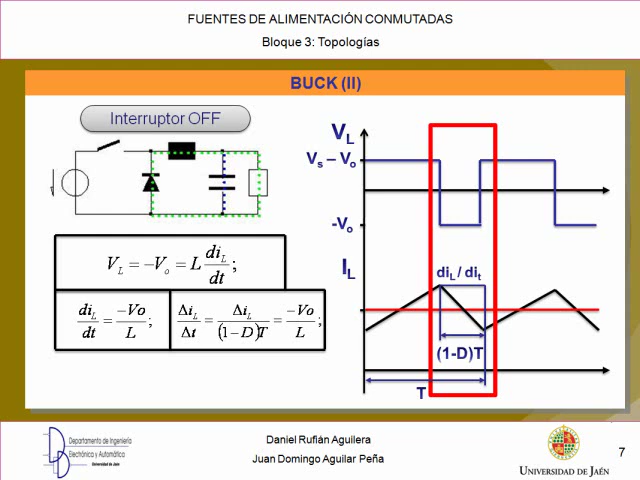 FUENTES DE ALIMENTACIÓN CONMUTADAS
Bloque 3: Topologías
BUCK (II)
Interruptor OFF
V_L = −V_o = L di_L/dt ;
di_L/dt = −Vo/L ;
Δi_L/Δt = Δi_L/(1−D)T = −Vo/L ;
V_L
V_s – V_o
-V_o
I_L
di_L / di_t
(1-D)T
T
Departamento de Ingeniería
Electrónica y Automática
Universidad de Jaén
Daniel Rufián Aguilera
Juan Domingo Aguilar Peña
UNIVERSIDAD DE JAÉN
7